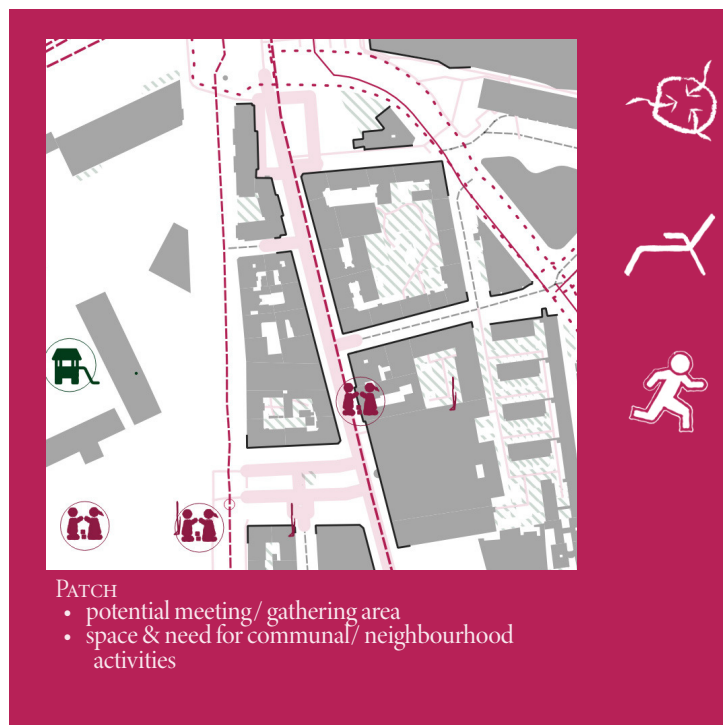 PATCH
• potential meeting/ gathering area
• space & need for communal/ neighbourhood
activities